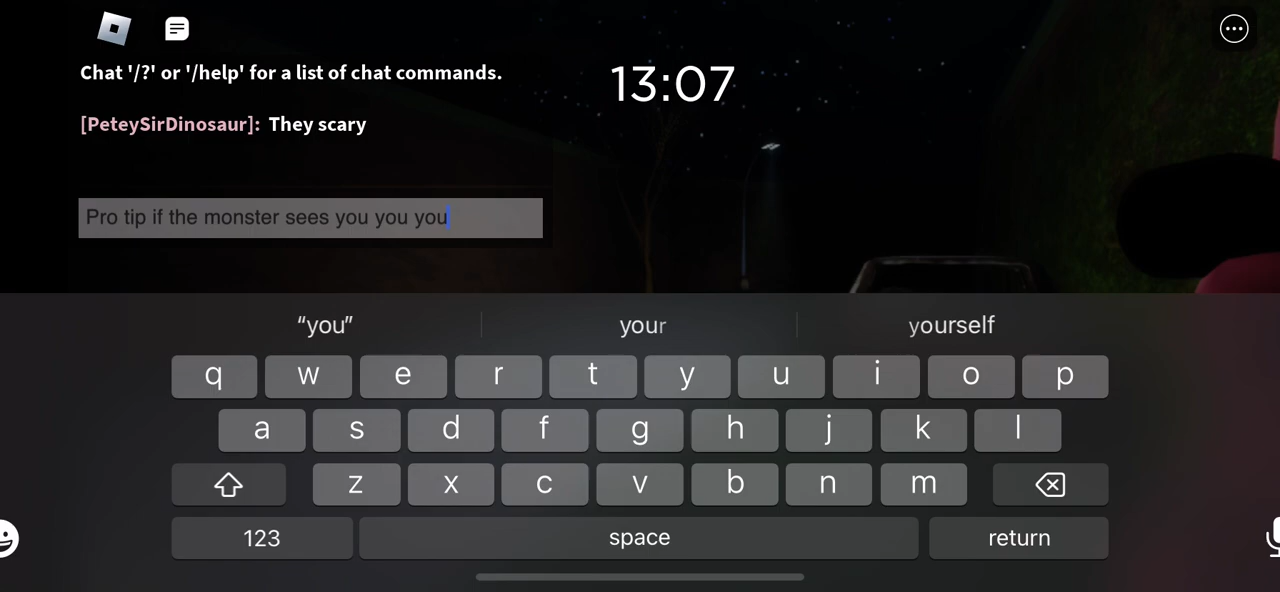 Chat '/?' or '/help' for a list of chat commands.
13:07
[PeteySirDinosaur]: They scary
Pro tip if the monster sees you you you
“you” your yourself
q w e r t y u i o p
a s d f g h j k l
z x c v b n m
123 space return